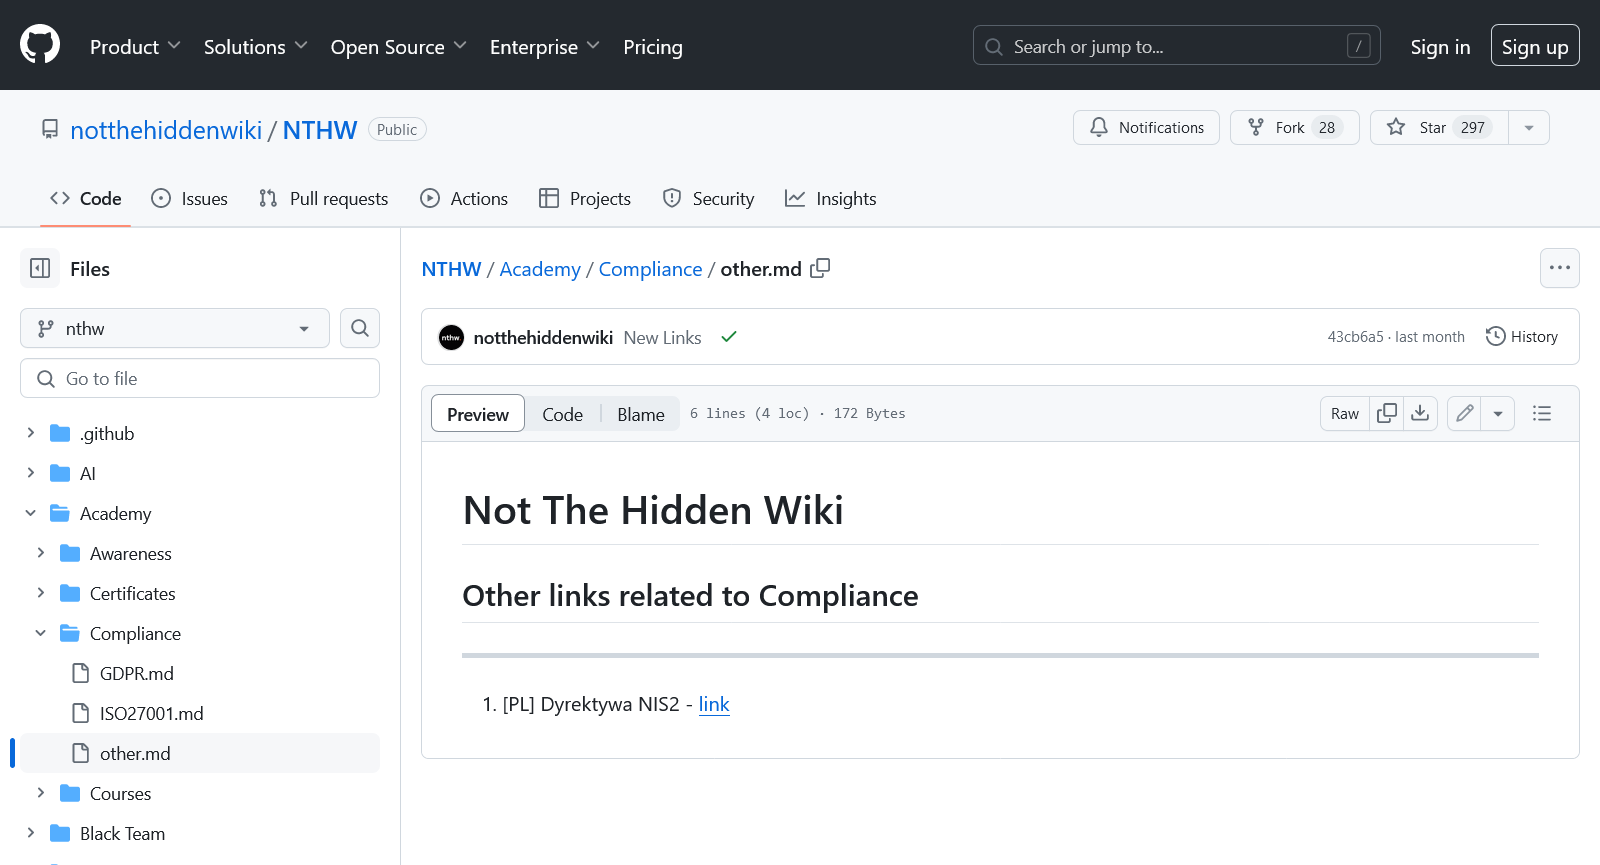 Product Solutions Open Source Enterprise Pricing Search or jump to... / Sign in Sign up
notthehiddenwiki / NTHW Public Notifications Fork 28 Star 297
Code Issues Pull requests Actions Projects Security Insights
Files
nthw
Go to file
.github
AI
Academy
Awareness
Certificates
Compliance
GDPR.md
ISO27001.md
other.md
Courses
Black Team
NTHW / Academy / Compliance / other.md
nthw notthehiddenwiki New Links 43cb6a5 · last month History
Preview Code Blame 6 lines (4 loc) · 172 Bytes Raw
Not The Hidden Wiki
Other links related to Compliance
1. [PL] Dyrektywa NIS2 - link